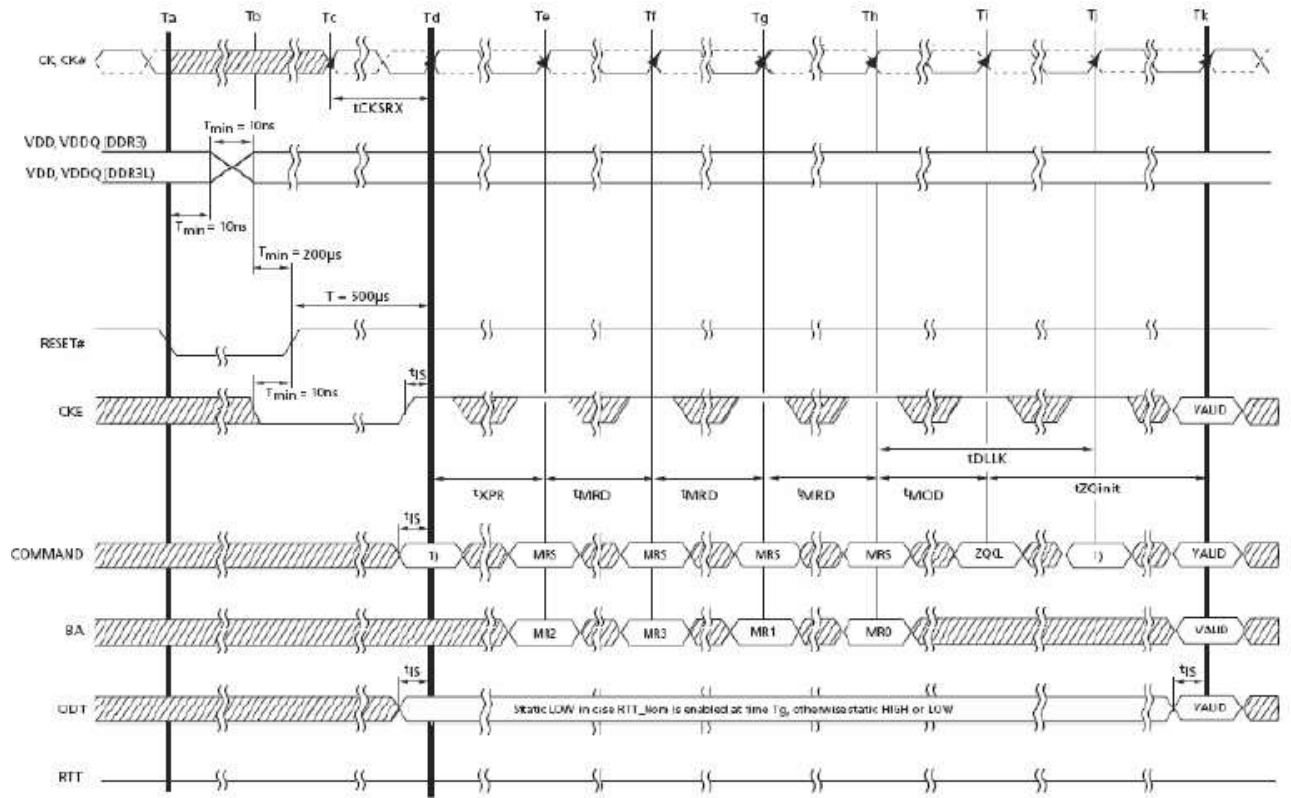 Ta Tb Tc Td Te Tf Tg Th Ti Tj Tk
CK, CK#
tCKSRX
Tmin = 10ns
VDD, VDDQ (DDR3)
VDD, VDDQ (DDR3L)
Tmin = 10ns
Tmin = 200µs
T = 500µs
RESET#
tIS
Tmin = 10ns
CKE
VALID
tDLLK
tXPR tMRD tMRD tMRD tMOD tZQinit
tIS
COMMAND 1) MRS MRS MRS MRS ZQCL 1) VALID
BA MR2 MR3 MR1 MR0 VALID
tIS tIS
ODT Static LOW in case RTT_Nom is enabled at time Tg, otherwise static HIGH or LOW VALID
RTT